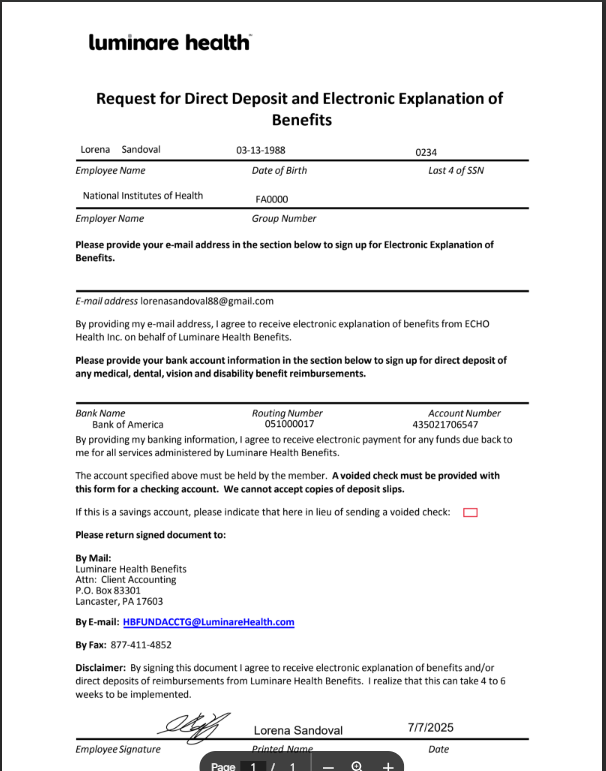 luminare health™
Request for Direct Deposit and Electronic Explanation of
Benefits
Lorena Sandoval 03-13-1988 0234
Employee Name Date of Birth Last 4 of SSN
National Institutes of Health FA0000
Employer Name Group Number
Please provide your e-mail address in the section below to sign up for Electronic Explanation of
Benefits.
E-mail address lorenasandoval88@gmail.com
By providing my e-mail address, I agree to receive electronic explanation of benefits from ECHO
Health Inc. on behalf of Luminare Health Benefits.
Please provide your bank account information in the section below to sign up for direct deposit of
any medical, dental, vision and disability benefit reimbursements.
Bank Name Routing Number Account Number
Bank of America 051000017 435021706547
By providing my banking information, I agree to receive electronic payment for any funds due back to
me for all services administered by Luminare Health Benefits.
The account specified above must be held by the member. A voided check must be provided with
this form for a checking account. We cannot accept copies of deposit slips.
If this is a savings account, please indicate that here in lieu of sending a voided check:
Please return signed document to:
By Mail:
Luminare Health Benefits
Attn: Client Accounting
P.O. Box 83301
Lancaster, PA 17603
By E-mail: HBFUNDACCTG@LuminareHealth.com
By Fax: 877-411-4852
Disclaimer: By signing this document I agree to receive electronic explanation of benefits and/or
direct deposits of reimbursements from Luminare Health Benefits. I realize that this can take 4 to 6
weeks to be implemented.
Lorena Sandoval 7/7/2025
Employee Signature Printed Name Date
Page 1 / 1